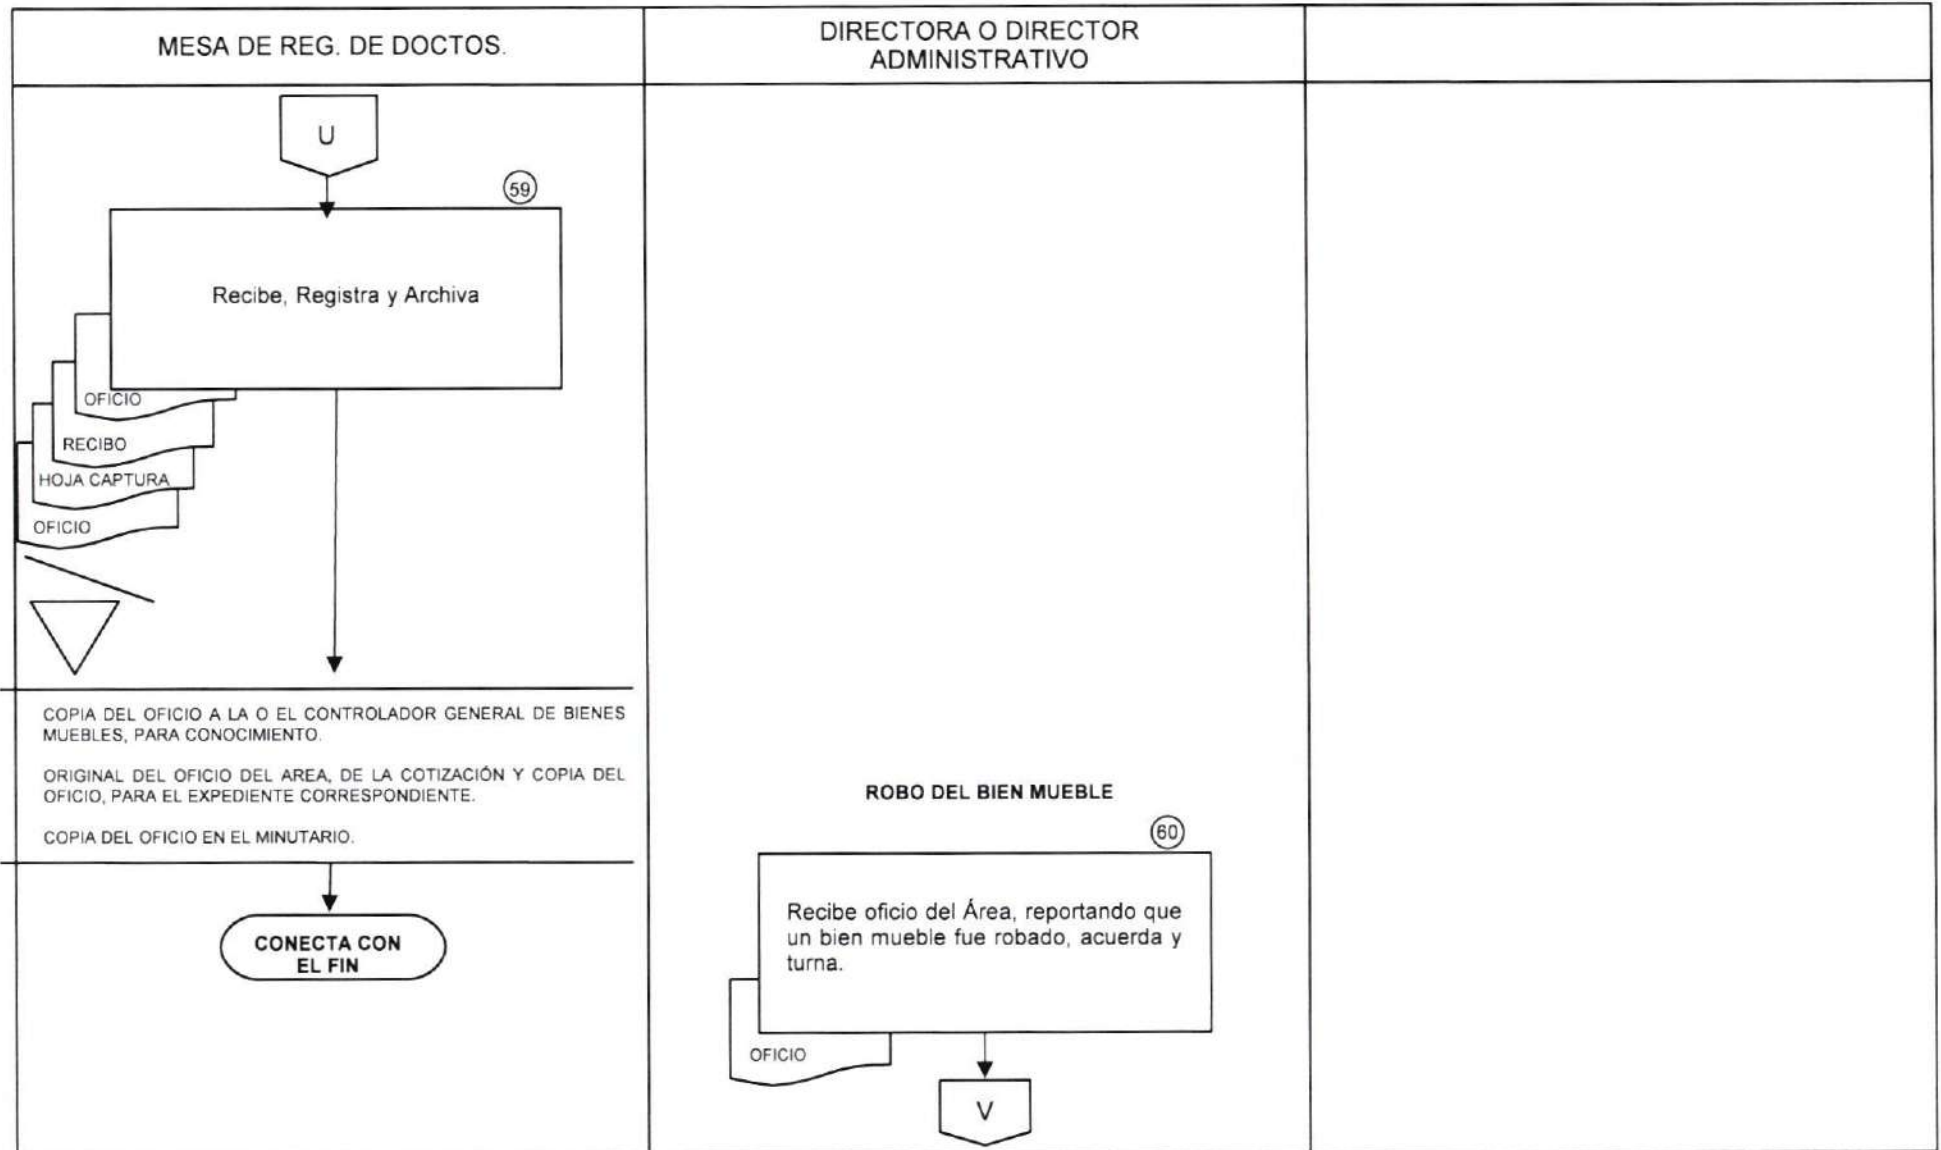 MESA DE REG. DE DOCTOS.
DIRECTORA O DIRECTOR
ADMINISTRATIVO
U
59
Recibe, Registra y Archiva
OFICIO
RECIBO
HOJA CAPTURA
OFICIO
COPIA DEL OFICIO A LA O EL CONTROLADOR GENERAL DE BIENES
MUEBLES, PARA CONOCIMIENTO.
ORIGINAL DEL OFICIO DEL AREA, DE LA COTIZACIÓN Y COPIA DEL
OFICIO, PARA EL EXPEDIENTE CORRESPONDIENTE.
COPIA DEL OFICIO EN EL MINUTARIO.
CONECTA CON
EL FIN
ROBO DEL BIEN MUEBLE
60
Recibe oficio del Área, reportando que
un bien mueble fue robado, acuerda y
turna.
OFICIO
V